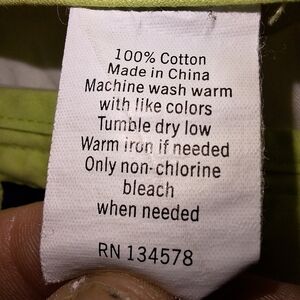 100% Cotton
Made in China
Machine wash warm
with like colors
Tumble dry low
Warm iron if needed
Only non-chlorine
bleach
when needed
RN 134578